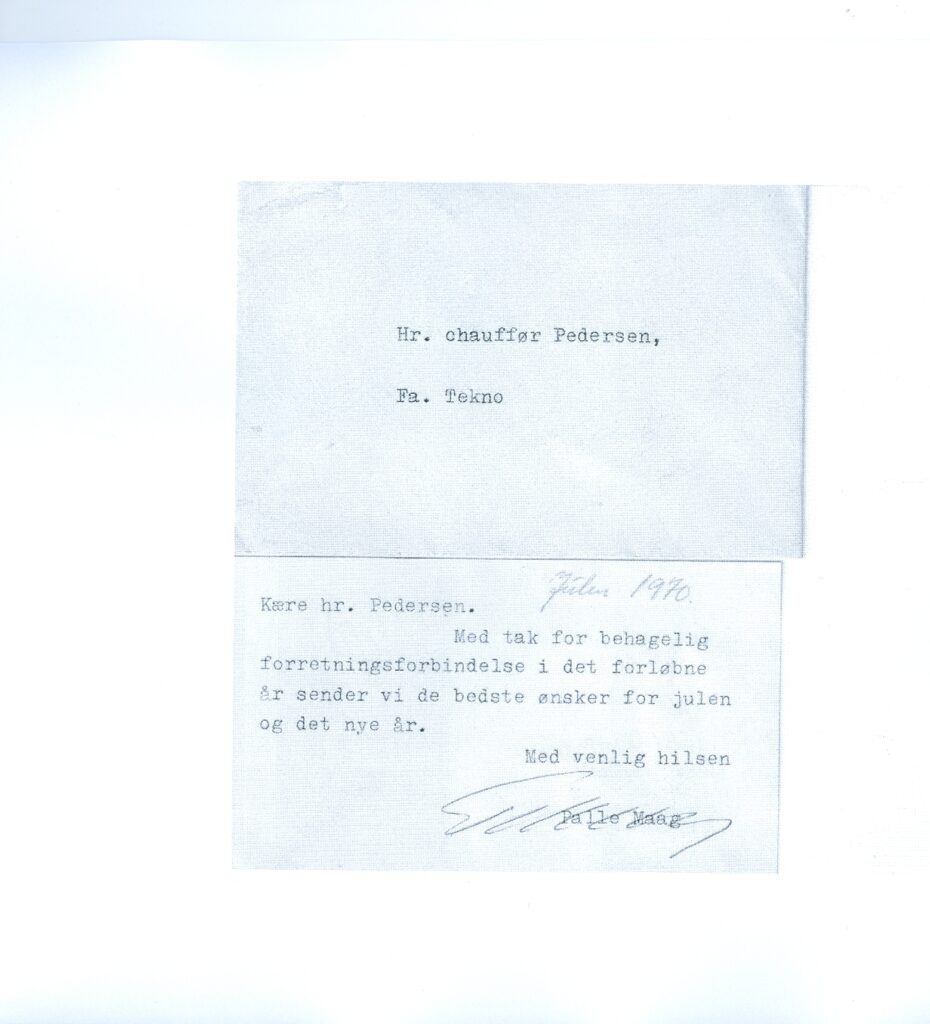 Hr. chauffør Pedersen,
Fa. Tekno
Julen 1970.
Kære hr. Pedersen.
Med tak for behagelig
forretningsforbindelse i det forløbne
år sender vi de bedste ønsker for julen
og det nye år.
Med venlig hilsen
Palle Maag